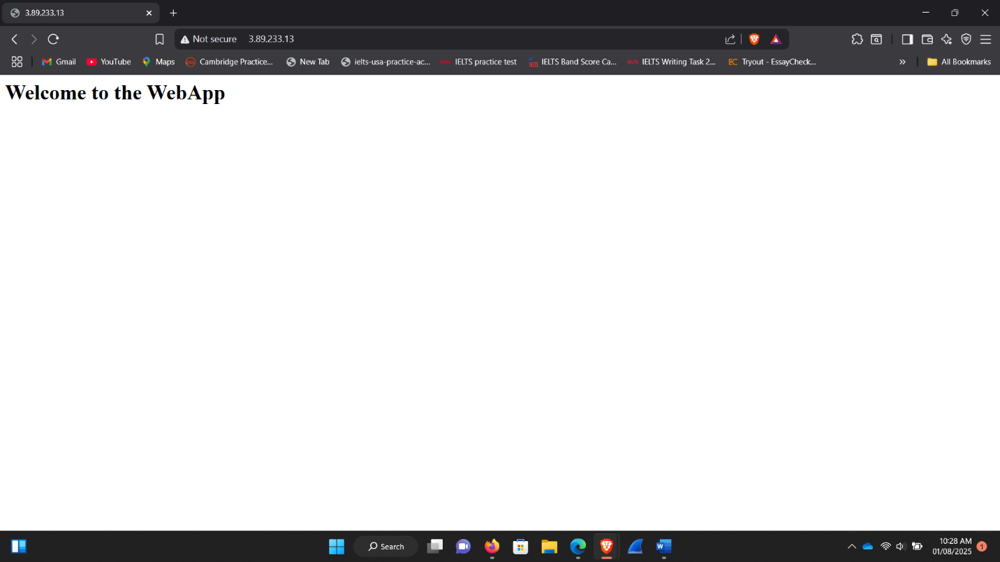 3.89.233.13
Not secure 3.89.233.13
Gmail YouTube Maps Cambridge Practice... New Tab ielts-usa-practice-ac... IELTS practice test IELTS Band Score Ca... IELTS Writing Task 2... EC Tryout - EssayCheck... All Bookmarks
Welcome to the WebApp
Search
10:28 AM
01/08/2025
1